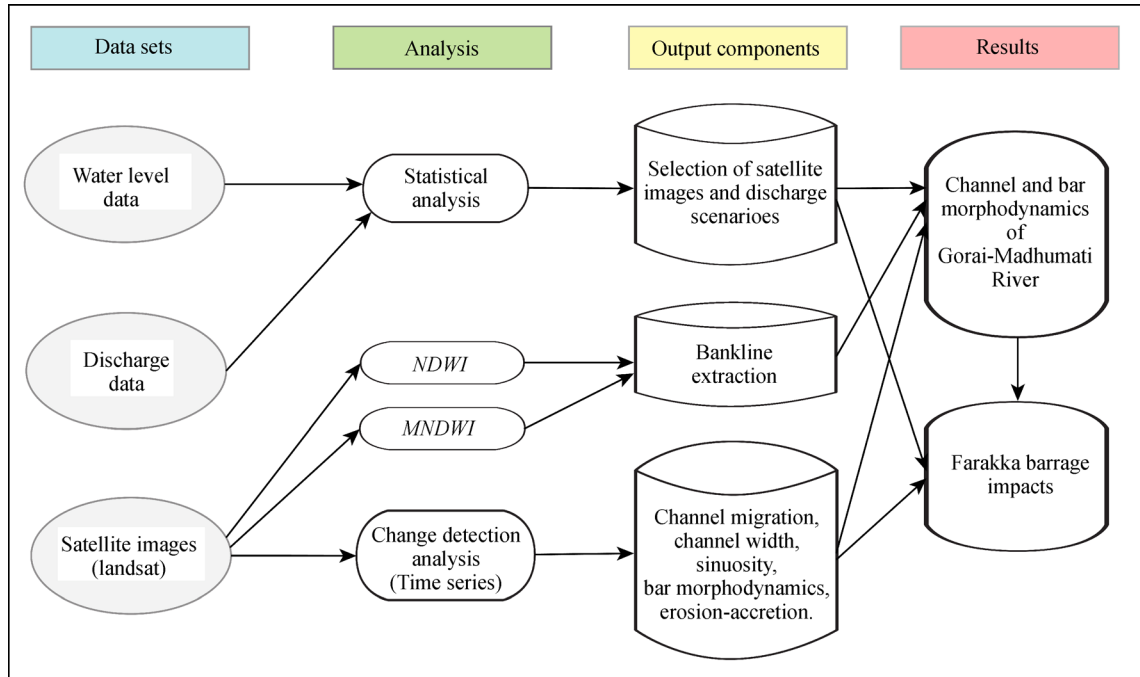 Data sets
Analysis
Output components
Results
Water level
data
Statistical
analysis
Selection of satellite
images and discharge
scenarioes
Channel and bar
morphodynamics
of
Gorai-Madhumati
River
Discharge
data
NDWI
MNDWI
Bankline
extraction
Farakka barrage
impacts
Satellite images
(landsat)
Change detection
analysis
(Time series)
Channel migration,
channel width,
sinuosity,
bar morphodynamics,
erosion-accretion.